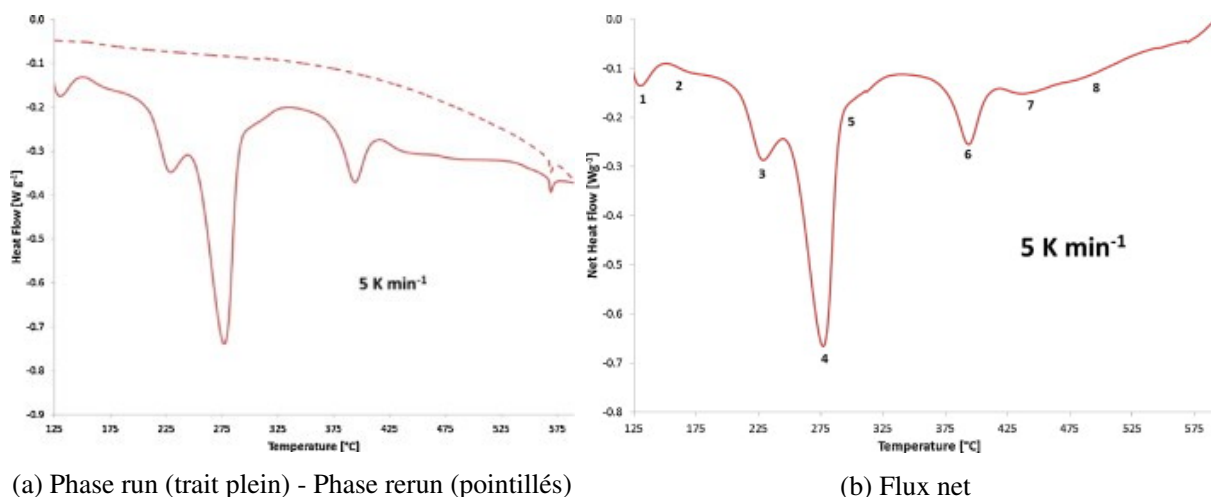 0.0
-0.1
-0.2
-0.3
-0.4
-0.5
-0.6
-0.7
-0.8
-0.9
Heat Flow [W g-1]
5 K min-1
125 175 225 275 325 375 425 475 525 575
Temperature [°C]
(a) Phase run (trait plein) - Phase rerun (pointillés)
0.0
-0.1
-0.2
-0.3
-0.4
-0.5
-0.6
-0.7
-0.8
Net Heat Flow [Wg-1]
1
2
3
4
5
6
7
8
5 K min-1
125 175 225 275 325 375 425 475 525 575
Temperature [°C]
(b) Flux net